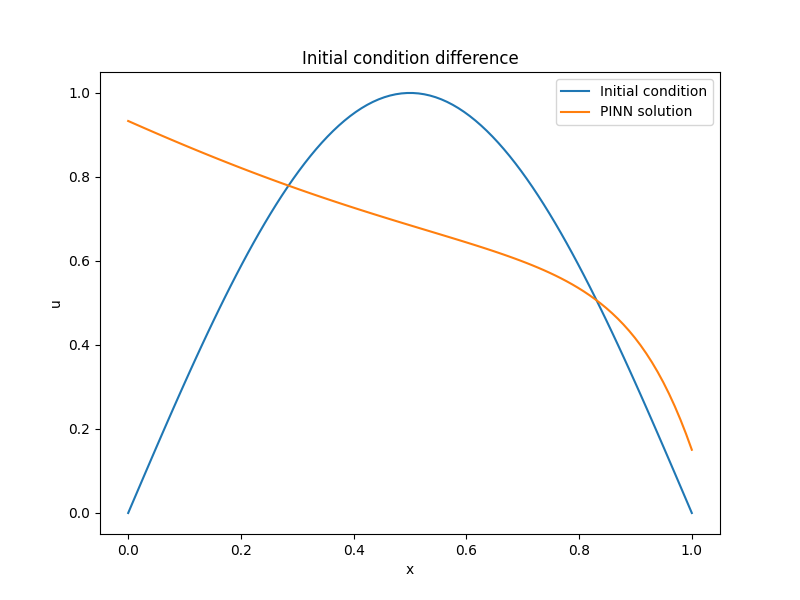 Initial condition difference
Initial condition
PINN solution
1.0
0.8
0.6
0.4
0.2
0.0
u
0.0 0.2 0.4 0.6 0.8 1.0
x